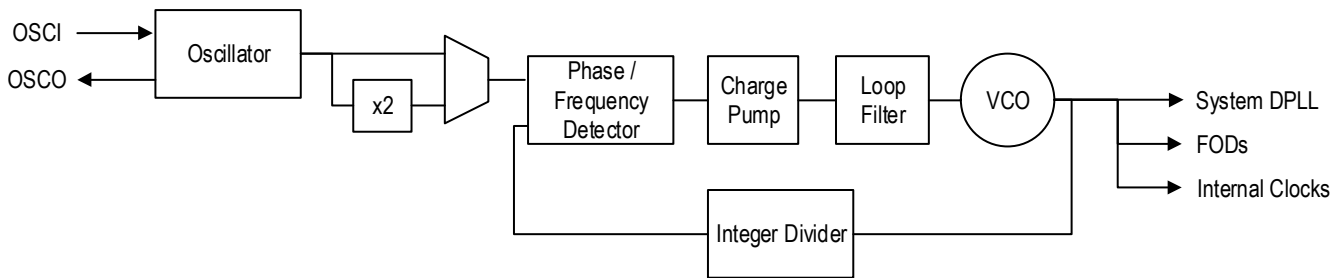 OSCI
OSCO
Oscillator
x2
Phase /
Frequency
Detector
Charge
Pump
Loop
Filter
VCO
System DPLL
FODs
Internal Clocks
Integer Divider